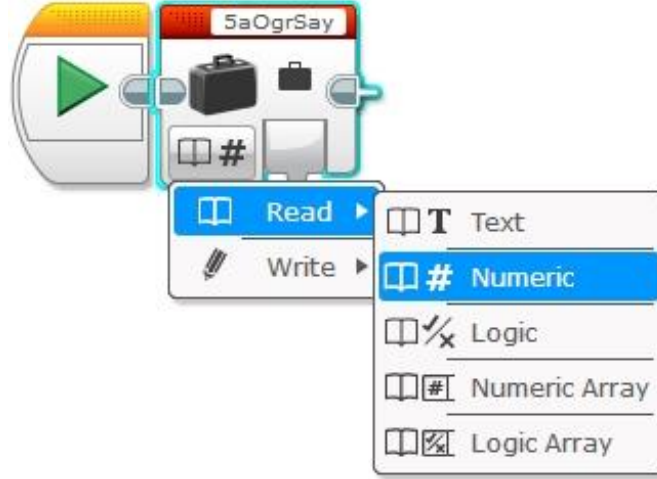 5aOgrSay
#
Read
Write
T Text
# Numeric
Logic
# Numeric Array
Logic Array